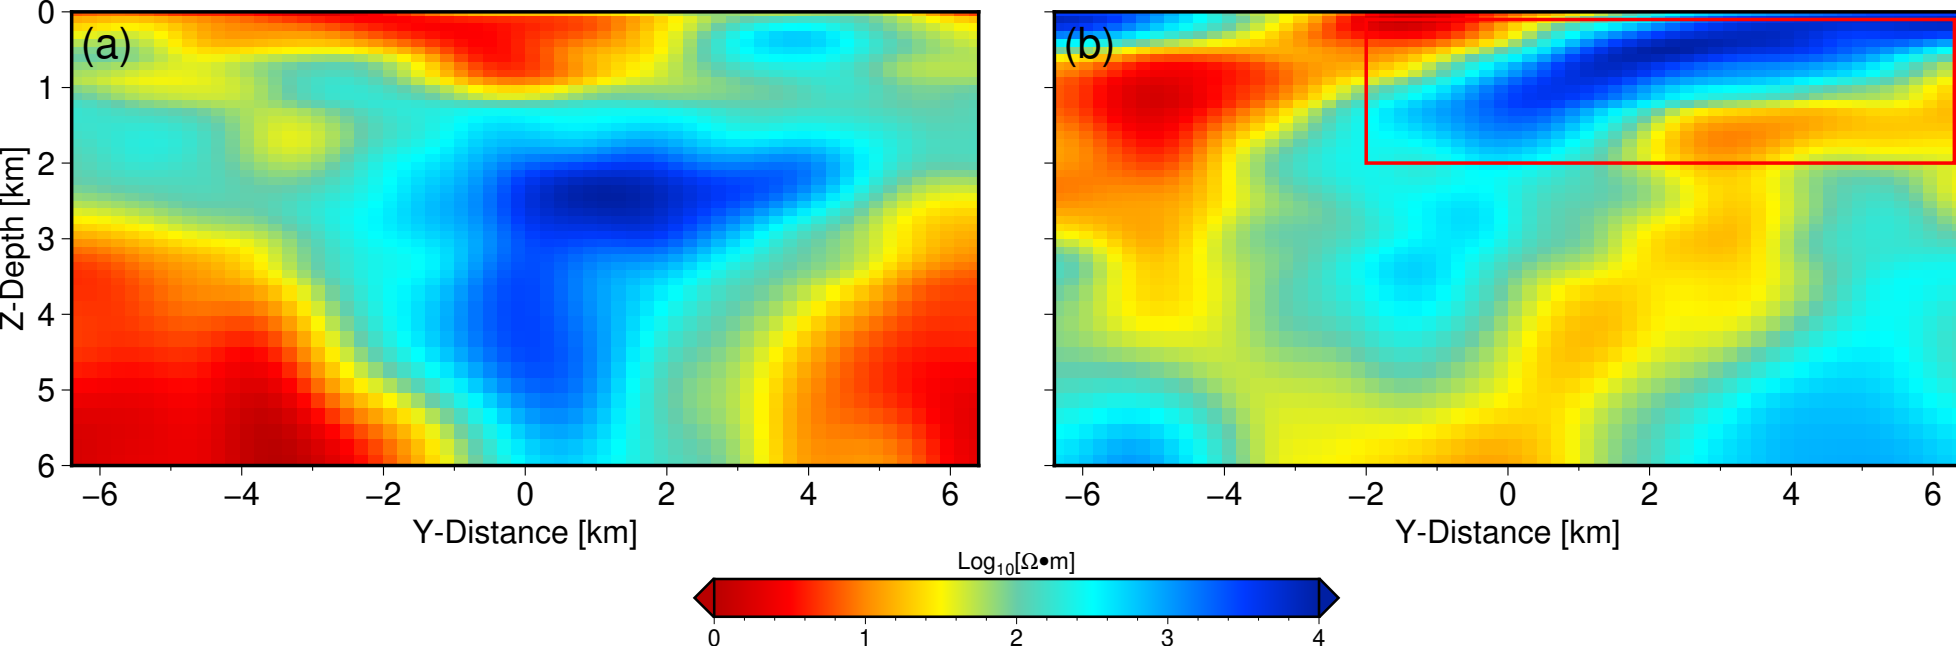 (a)
(b)
0
1
2
3
4
5
6
Z-Depth [km]
−6 −4 −2 0 2 4 6
−6 −4 −2 0 2 4 6
Y-Distance [km]
Y-Distance [km]
Log10[Ω•m]
0 1 2 3 4